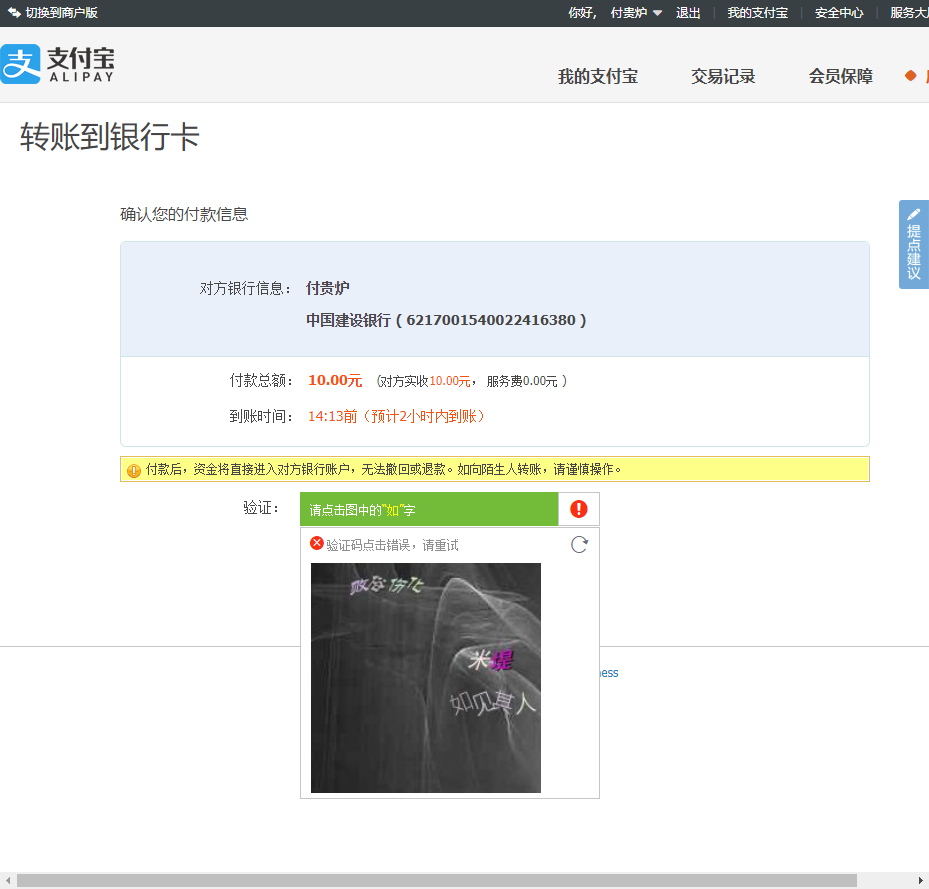 切换到商户版 你好, 付贵炉 退出 我的支付宝 安全中心 服务大
支付宝
ALIPAY
我的支付宝 交易记录 会员保障
转账到银行卡
确认您的付款信息
提点建议
对方银行信息： 付贵炉
中国建设银行 ( 6217001540022416380 )
付款总额： 10.00元 (对方实收10.00元， 服务费0.00元 )
到账时间： 14:13前（预计2小时内到账）
付款后，资金将直接进入对方银行账户，无法撤回或退款。如向陌生人转账，请谨慎操作。
验证： 请点击图中的“如”字
验证码点击错误，请重试
米堤
ess
如见其人